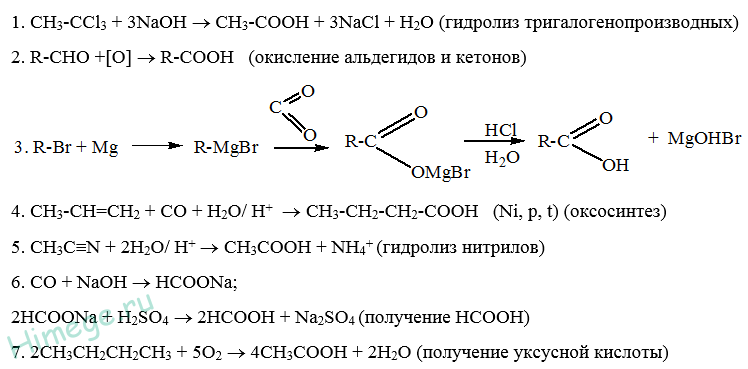 1. CH₃-CCl₃ + 3NaOH → CH₃-COOH + 3NaCl + H₂O (гидролиз тригалогенопроизводных)
2. R-CHO +[O] → R-COOH (окисление альдегидов и кетонов)
C O O
3. R-Br + Mg → R-MgBr → R-C O OMgBr HCl H₂O → R-C O OH + MgOHBr
4. CH₃-CH=CH₂ + CO + H₂O/ H⁺ → CH₃-CH₂-CH₂-COOH (Ni, p, t) (оксосинтез)
5. CH₃C≡N + 2H₂O/ H⁺ → CH₃COOH + NH₄⁺ (гидролиз нитрилов)
6. CO + NaOH → HCOONa;
2HCOONa + H₂SO₄ → 2HCOOH + Na₂SO₄ (получение HCOOH)
7. 2CH₃CH₂CH₂CH₃ + 5O₂ → 4CH₃COOH + 2H₂O (получение уксусной кислоты)
Himege.ru